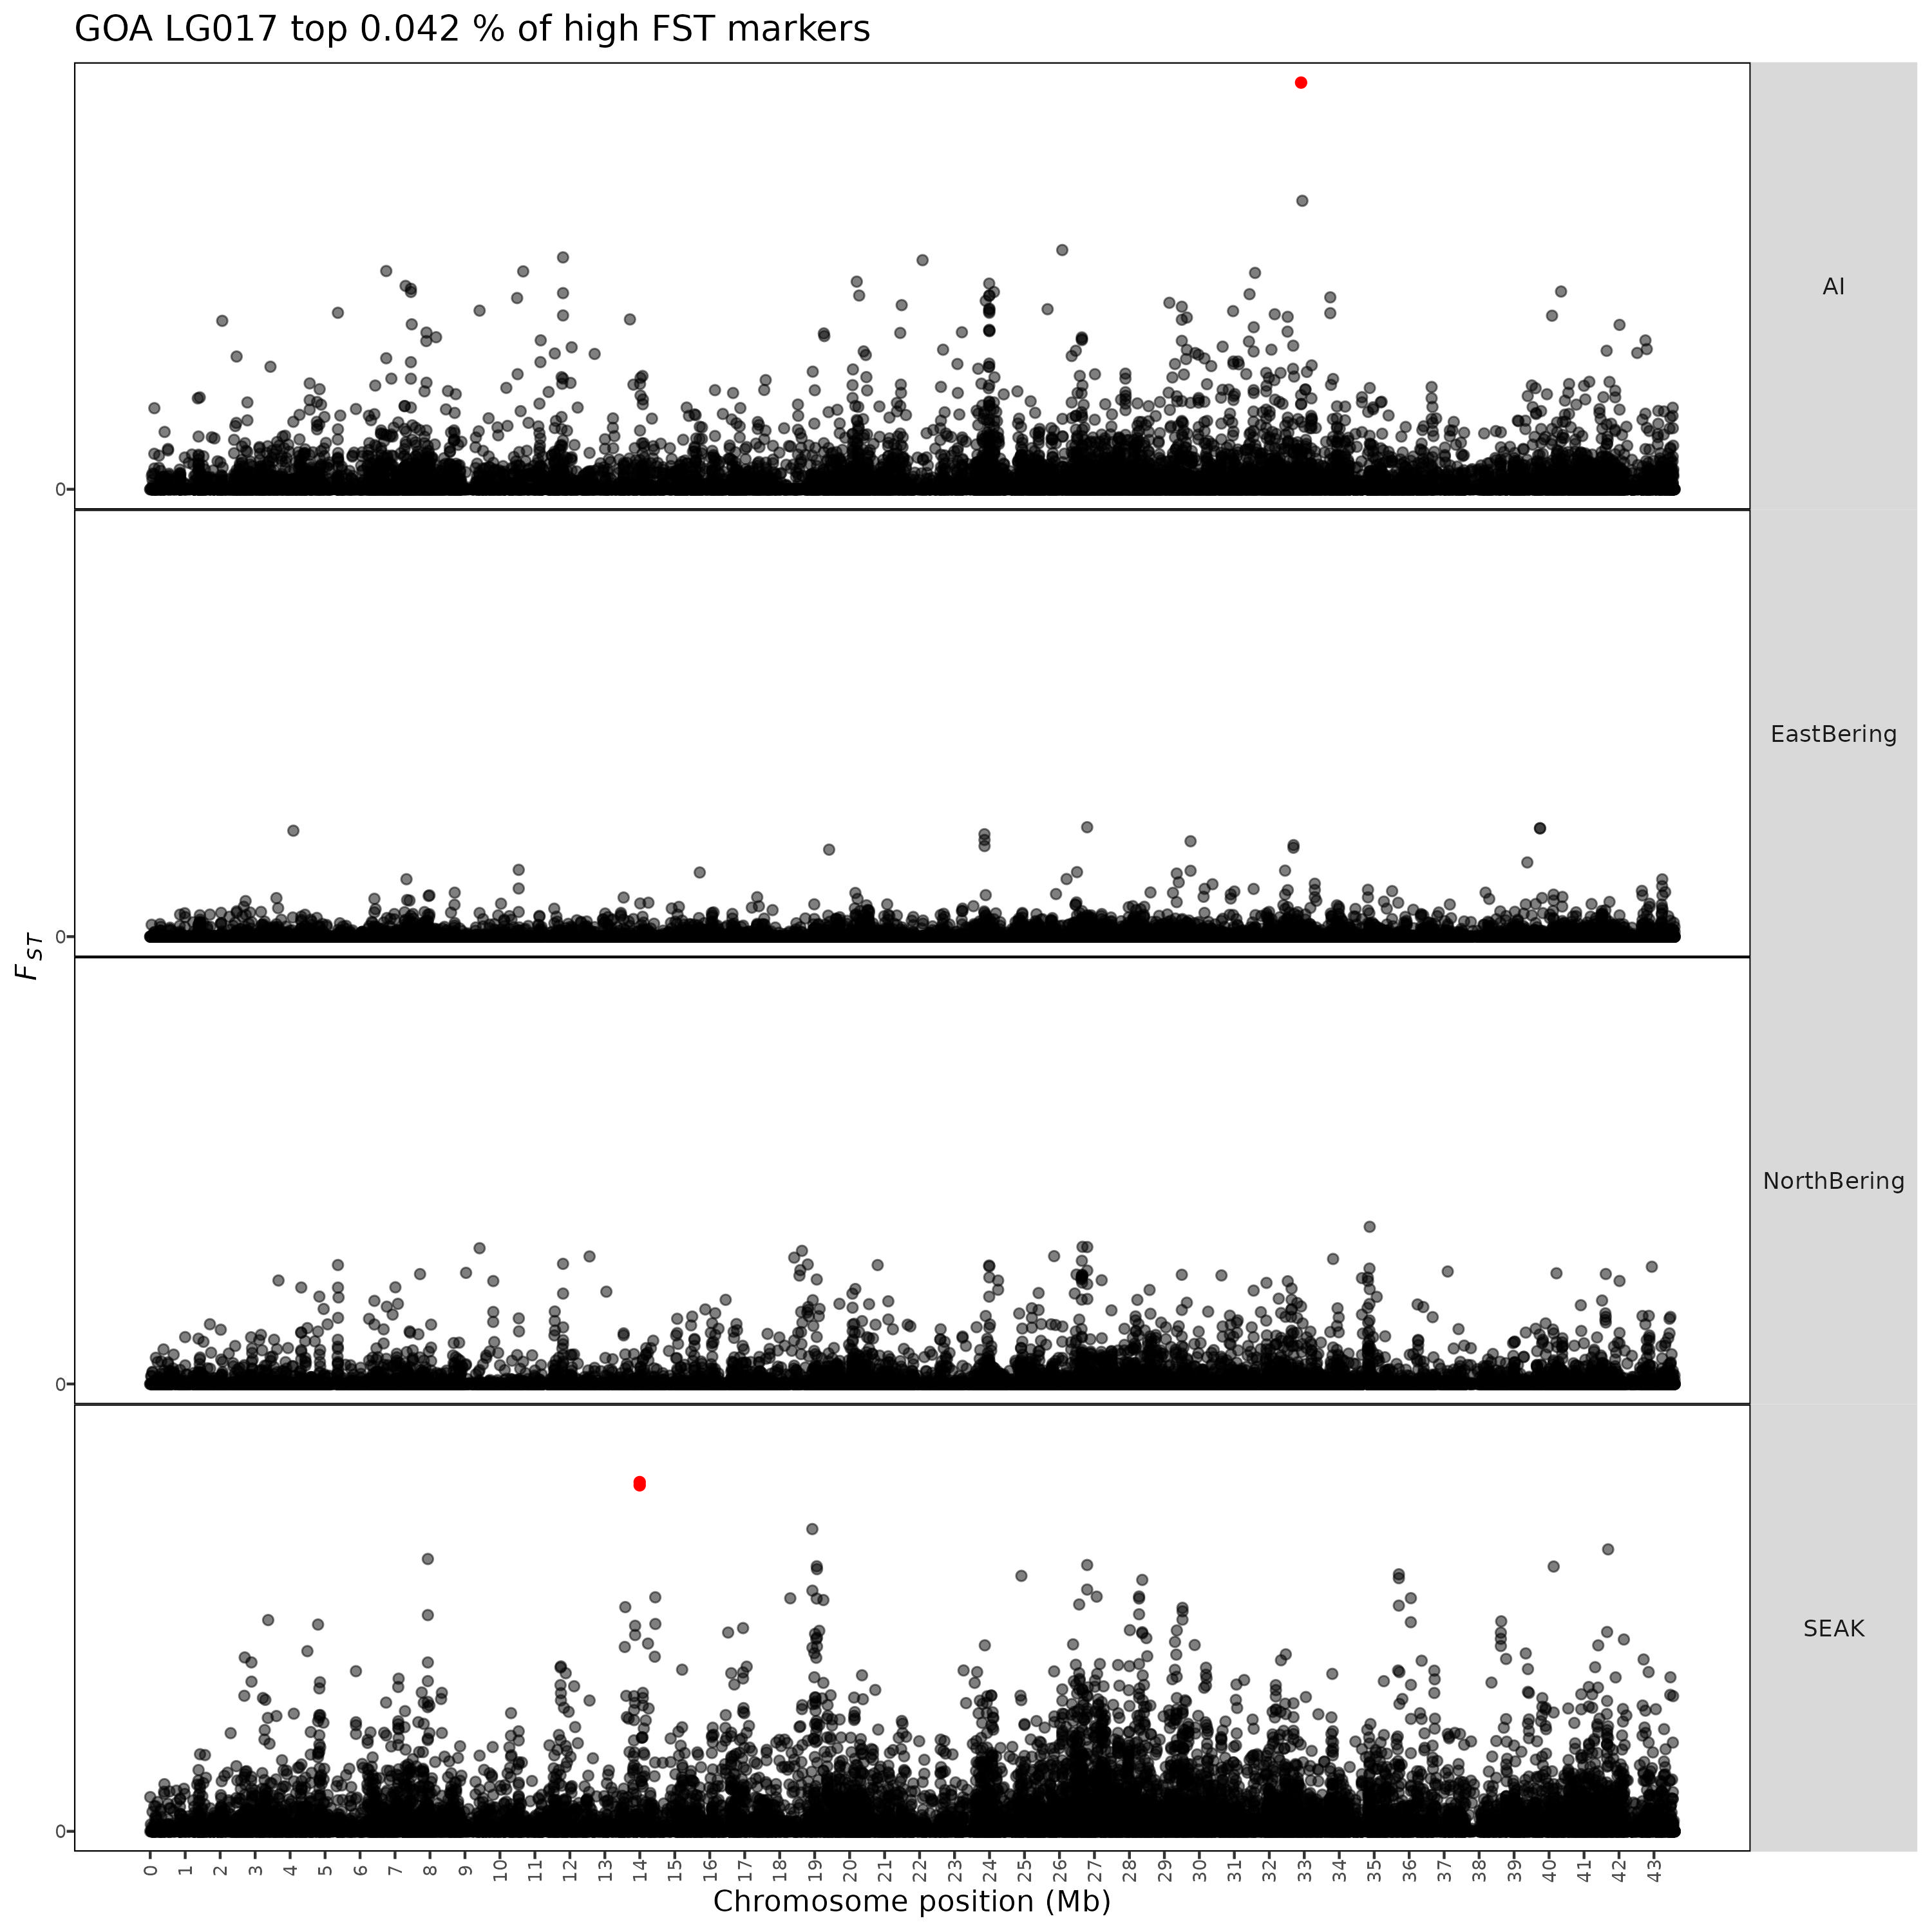 GOA LG017 top 0.042 % of high FST markers
AI
0
EastBering
0
F ST
NorthBering
0
SEAK
0
0 1 2 3 4 5 6 7 8 9 10 11 12 13 14 15 16 17 18 19 20 21 22 23 24 25 26 27 28 29 30 31 32 33 34 35 36 37 38 39 40 41 42 43
Chromosome position (Mb)